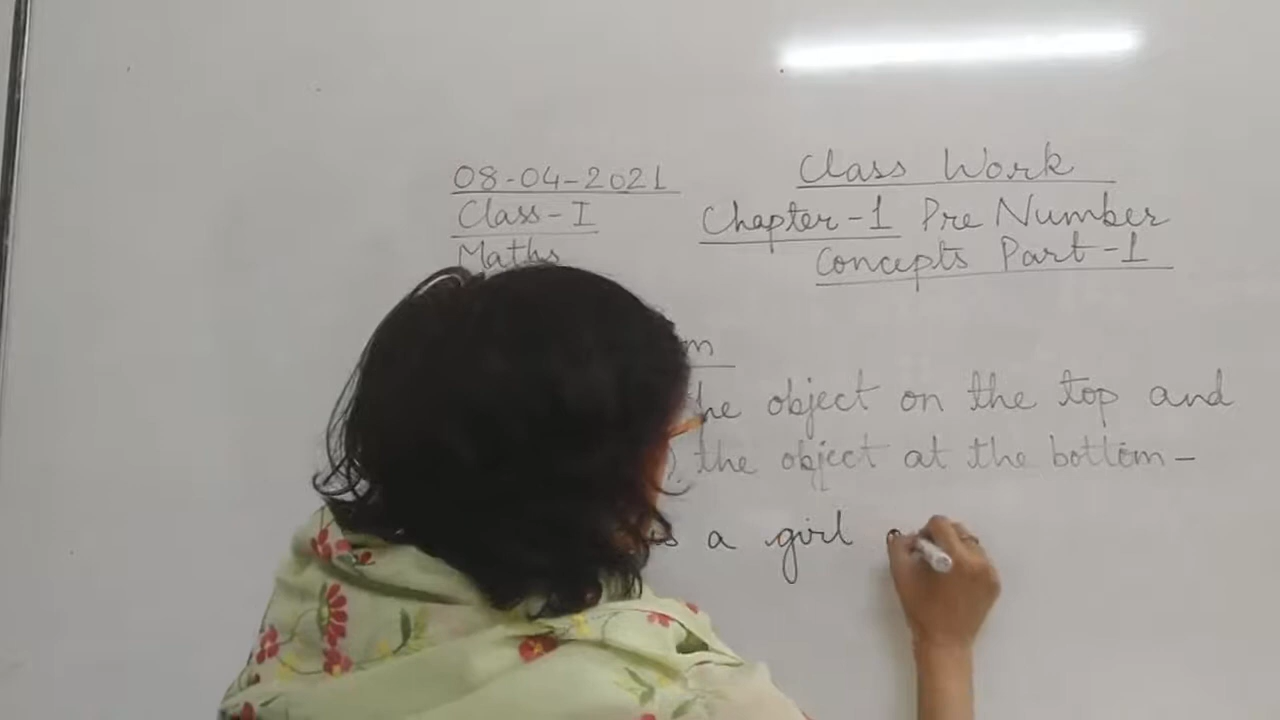 08-04-2021
Class Work
Class-I
Chapter-1 Pre Number
Maths
Concepts Part-1
the object on the top and
the object at the bottom-
a girl